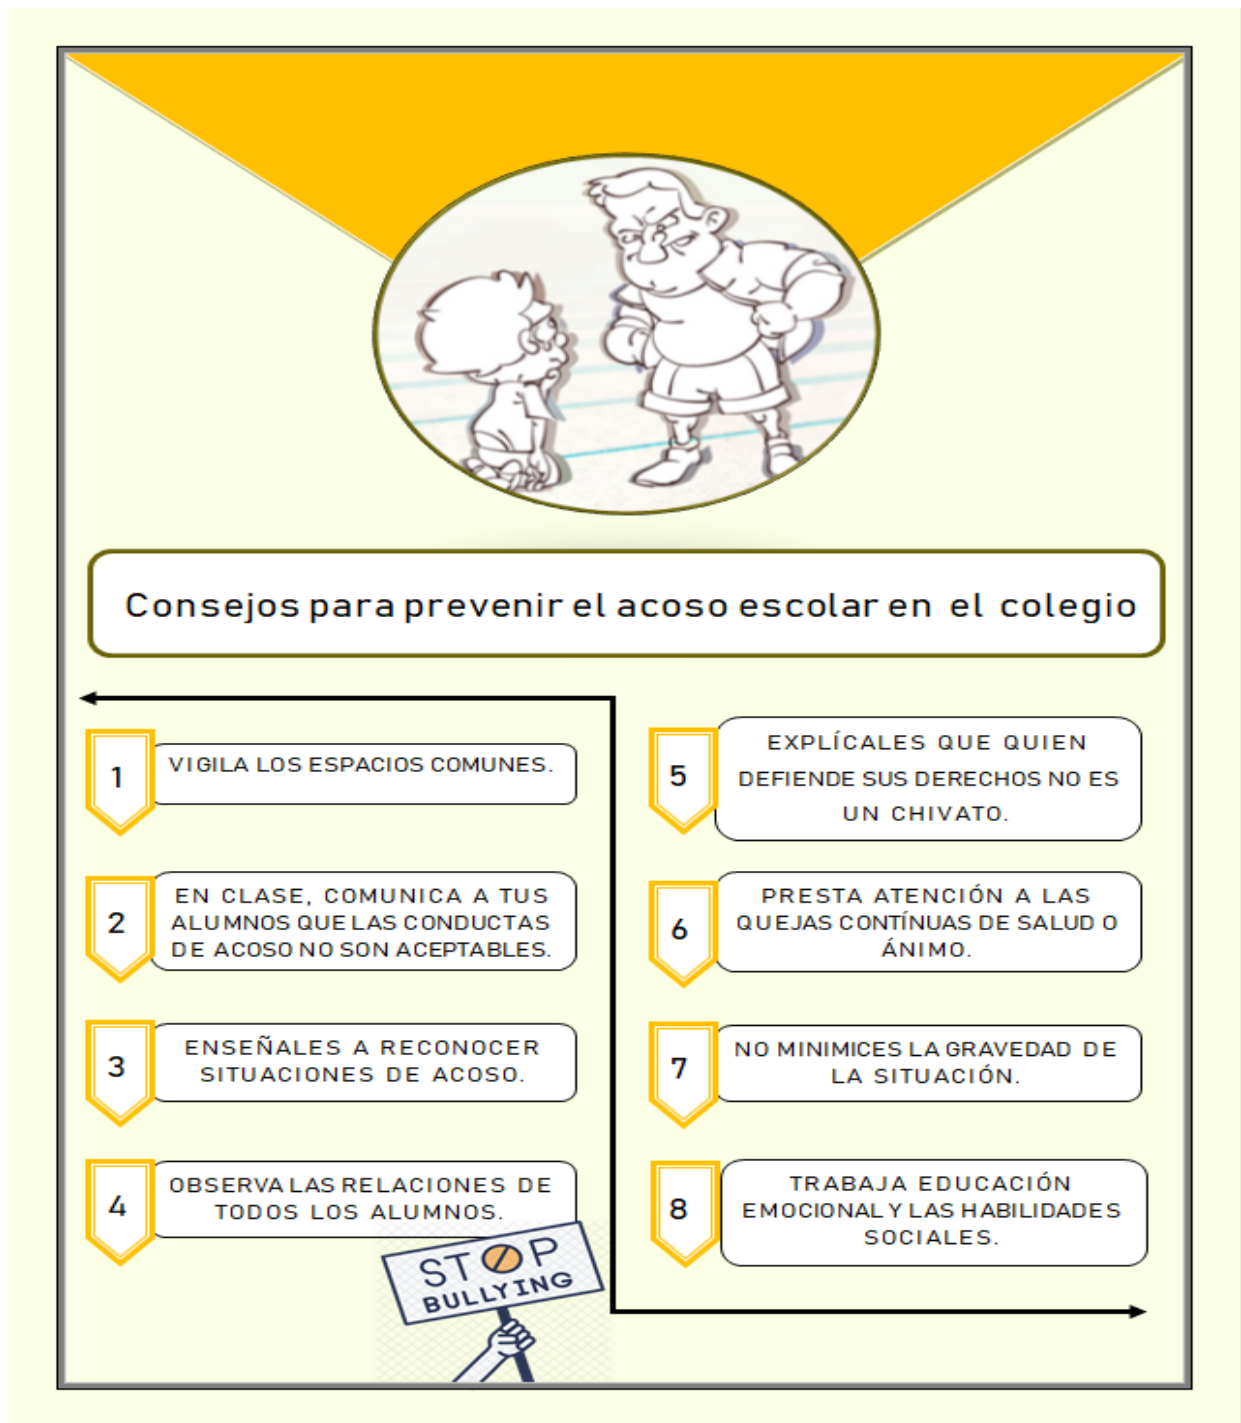 Consejos para prevenir el acoso escolar en el colegio
1
VIGILA LOS ESPACIOS COMUNES.
2
EN CLASE, COMUNICA A TUS
ALUMNOS QUE LAS CONDUCTAS
DE ACOSO NO SON ACEPTABLES.
3
ENSEÑALES A RECONOCER
SITUACIONES DE ACOSO.
4
OBSERVA LAS RELACIONES DE
TODOS LOS ALUMNOS.
STOP
BULLYING
5
EXPLÍCALES QUE QUIEN
DEFIENDE SUS DERECHOS NO ES
UN CHIVATO.
6
PRESTA ATENCIÓN A LAS
QUEJAS CONTÍNUAS DE SALUD O
ÁNIMO.
7
NO MINIMICES LA GRAVEDAD DE
LA SITUACIÓN.
8
TRABAJA EDUCACIÓN
EMOCIONAL Y LAS HABILIDADES
SOCIALES.